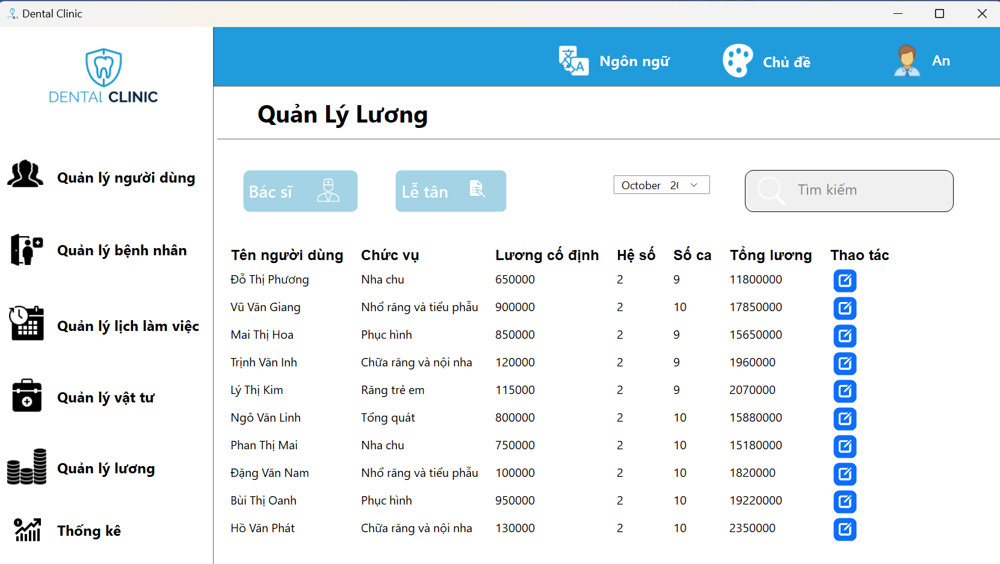 Dental Clinic
DENTAL CLINIC
Ngôn ngữ
Chủ đề
An
Quản Lý Lương
Quản lý người dùng
Quản lý bệnh nhân
Quản lý lịch làm việc
Quản lý vật tư
Quản lý lương
Thống kê
Bác sĩ
Lễ tân
October
Tìm kiếm
Tên người dùng Chức vụ Lương cố định Hệ số Số ca Tổng lương Thao tác
Đỗ Thị Phương Nha chu 650000 2 9 11800000
Vũ Văn Giang Nhổ răng và tiểu phẫu 900000 2 10 17850000
Mai Thị Hoa Phục hình 850000 2 9 15650000
Trịnh Văn Inh Chữa răng và nội nha 120000 2 9 1960000
Lý Thị Kim Răng trẻ em 115000 2 9 2070000
Ngô Văn Linh Tổng quát 800000 2 10 15880000
Phan Thị Mai Nha chu 750000 2 10 15180000
Đặng Văn Nam Nhổ răng và tiểu phẫu 100000 2 10 1820000
Bùi Thị Oanh Phục hình 950000 2 10 19220000
Hồ Văn Phát Chữa răng và nội nha 130000 2 10 2350000